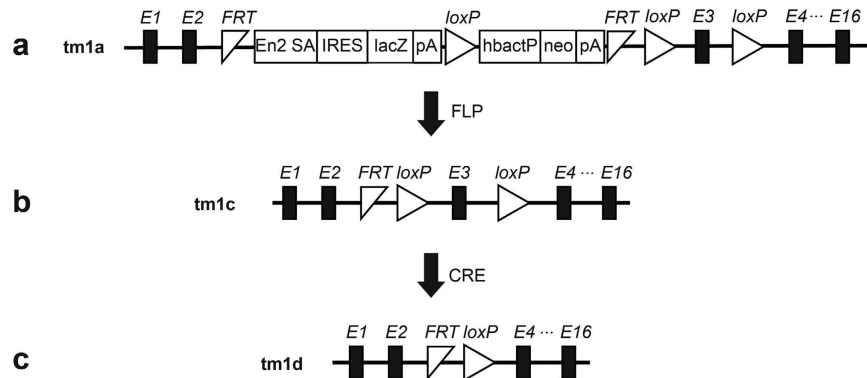 E1 E2 FRT loxP FRT loxP E3 loxP E4 ··· E16
a tm1a En2 SA IRES lacZ pA hbactP neo pA
FLP
E1 E2 FRT loxP E3 loxP E4 ··· E16
b tm1c
CRE
E1 E2 FRT loxP E4 ··· E16
c tm1d